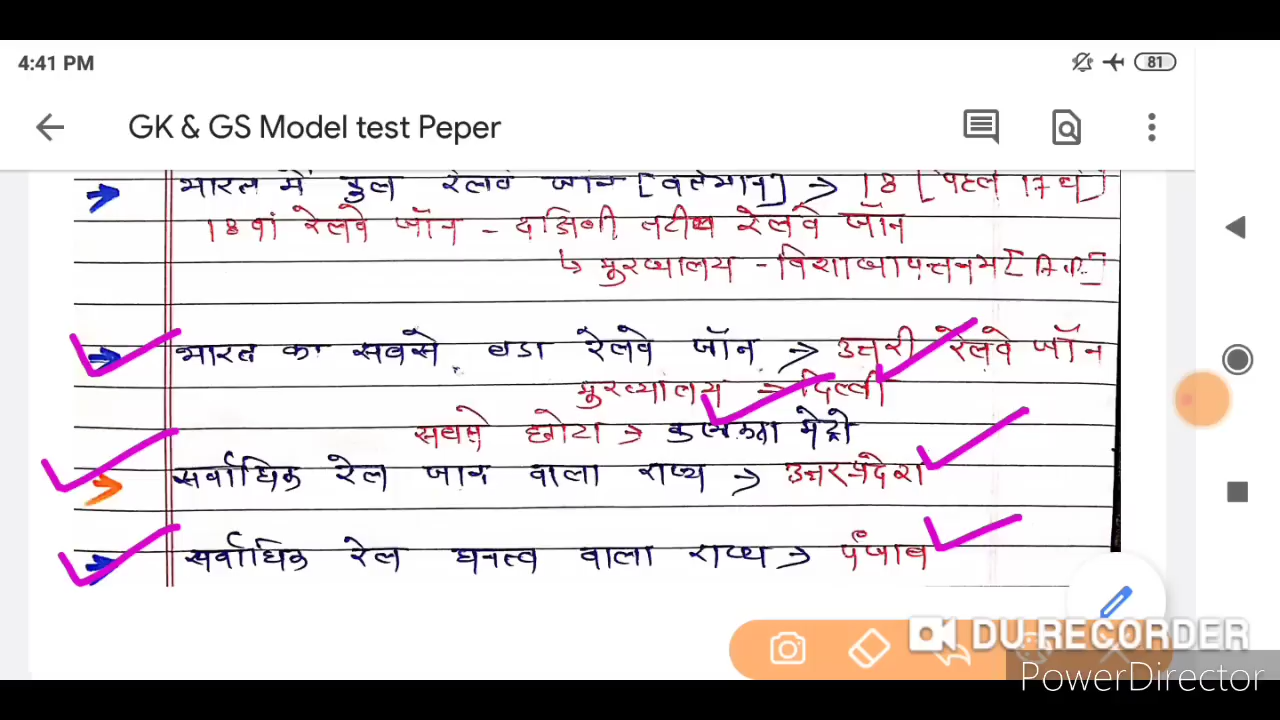 4:41 PM
81
GK & GS Model test Peper
भारत में कुल रेलवे जॉन [वर्तमान] → 18 [पहले 17 थे]
18वां रेलवे जॉन - दक्षिणी तटीय रेलवे जॉन
↳ मुख्यालय - विशाखापत्तनम [A.P.]
→ भारत का सबसे बडा रेलवे जॉन → उत्तरी रेलवे जॉन
मुख्यालय → दिल्ली
सबसे छोटा → कलकत्ता मेट्रो
→ सर्वाधिक रेल जाल वाला राज्य → उत्तरप्रदेश
→ सर्वाधिक रेल घनत्व वाला राज्य → पंजाब
DU RECORDER
PowerDirector